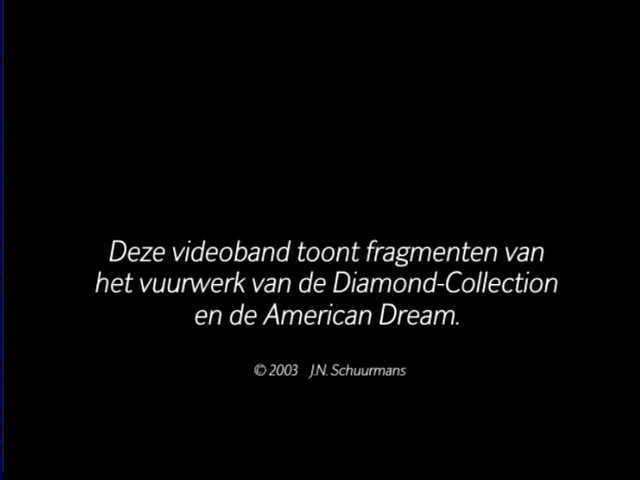 Deze videoband toont fragmenten van
het vuurwerk van de Diamond-Collection
en de American Dream.
© 2003 J.N. Schuurmans